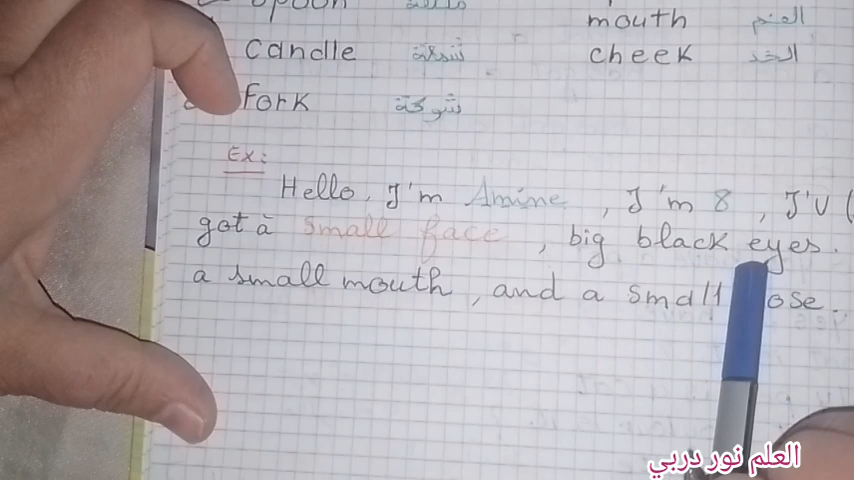 spoon
mouth الفم
candle شمعة cheek الخد
fork شوكة
Ex:
Hello, I'm Amine, I'm 8, I'v
got a small face, big black eyes.
a small mouth, and a small ose.
العلم نور دربي